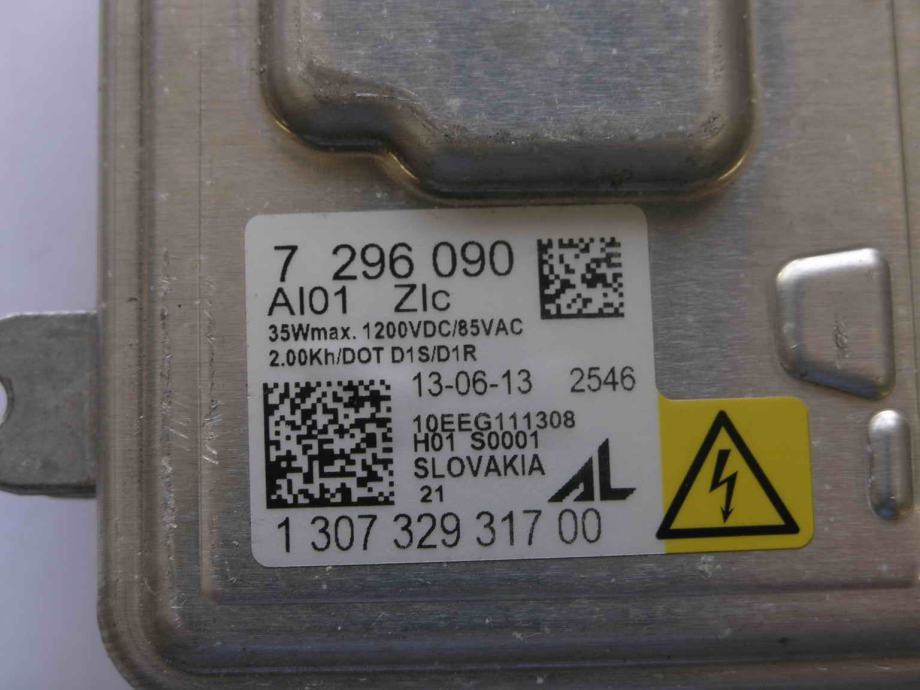 7 296 090
AI01 ZIc
35Wmax. 1200VDC/85VAC
2.00Kh/DOT D1S/D1R
13-06-13 2546
10EEG111308
H01 S0001
SLOVAKIA
21
AL
1 307 329 317 00